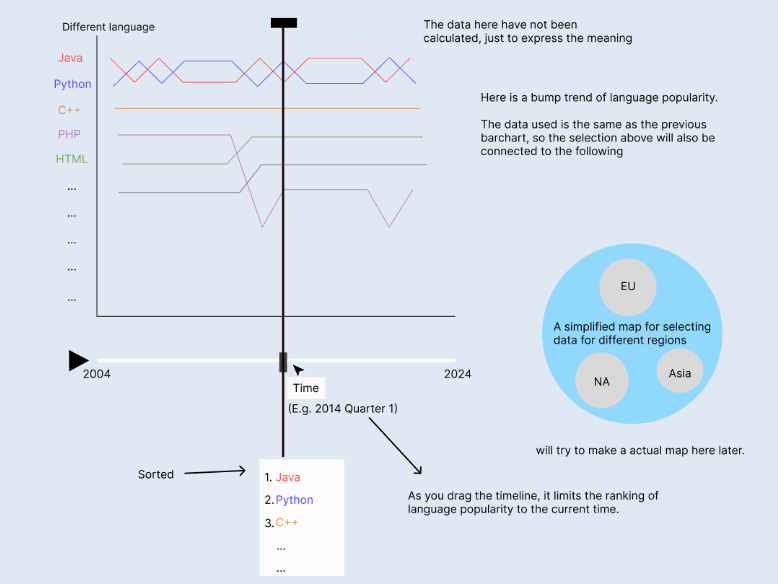 Different language
Java
Python
C++
PHP
HTML
...
...
...
...
...
The data here have not been
calculated, just to express the meaning
Here is a bump trend of language popularity.
The data used is the same as the previous
barchart, so the selection above will also be
connected to the following
EU
A simplified map for selecting
data for different regions
NA
Asia
will try to make a actual map here later.
2004
2024
Time
(E.g. 2014 Quarter 1)
Sorted
1. Java
2. Python
3. C++
...
...
As you drag the timeline, it limits the ranking of
language popularity to the current time.